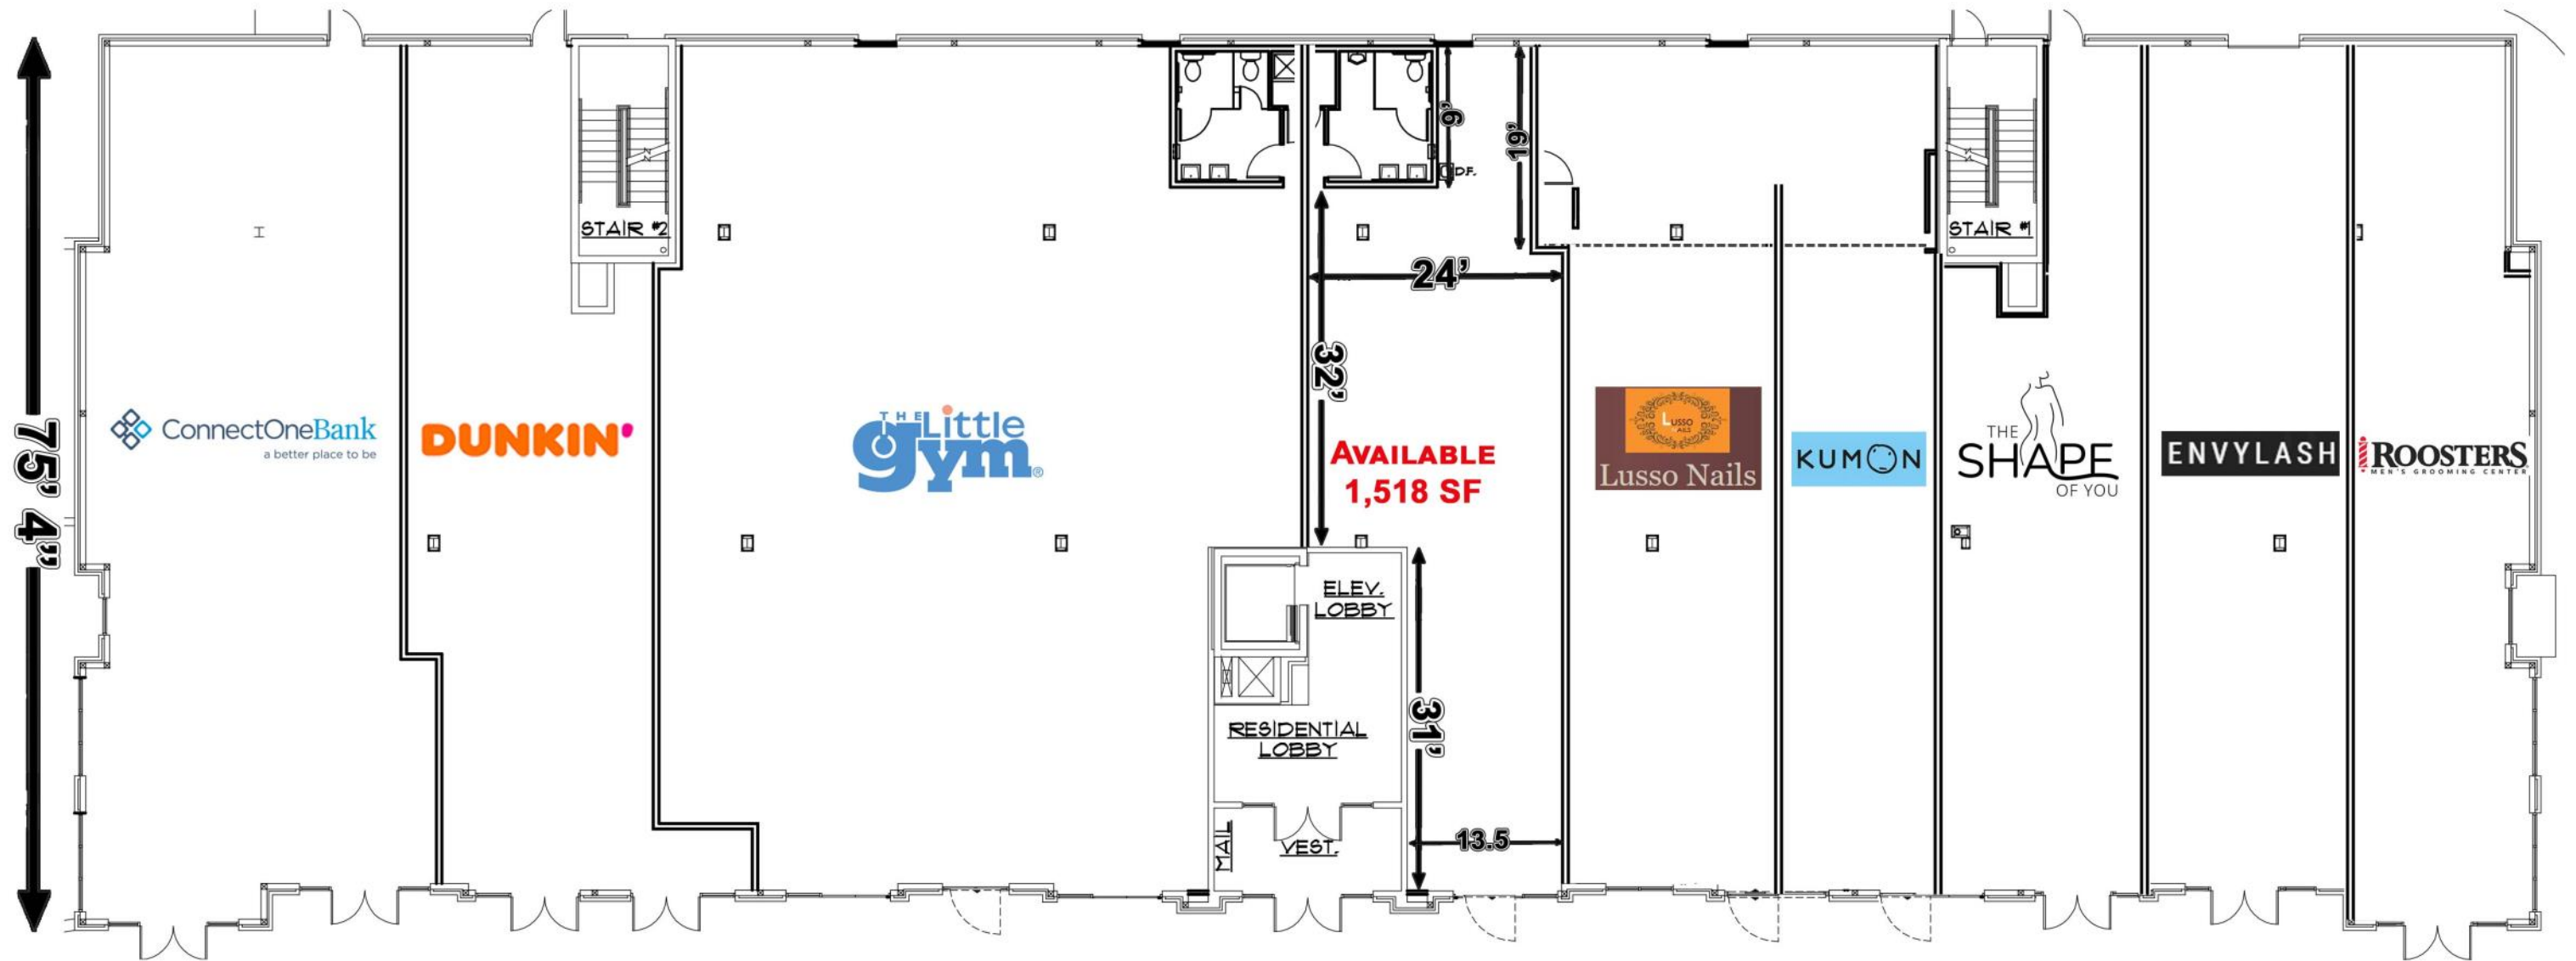 75' 4"
STAIR #2
9'
D.F.
19'
STAIR #1
24'
32'
ConnectOneBank
a better place to be
DUNKIN'
THE Little
gym®
AVAILABLE
1,518 SF
LUSSO
NAILS
Lusso Nails
KUMON
THE
SHAPE
OF YOU
ENVYLASH
ROOSTERS
MEN'S GROOMING CENTER
ELEV.
LOBBY
RESIDENTIAL
LOBBY
31'
MAIL
VEST.
13.5